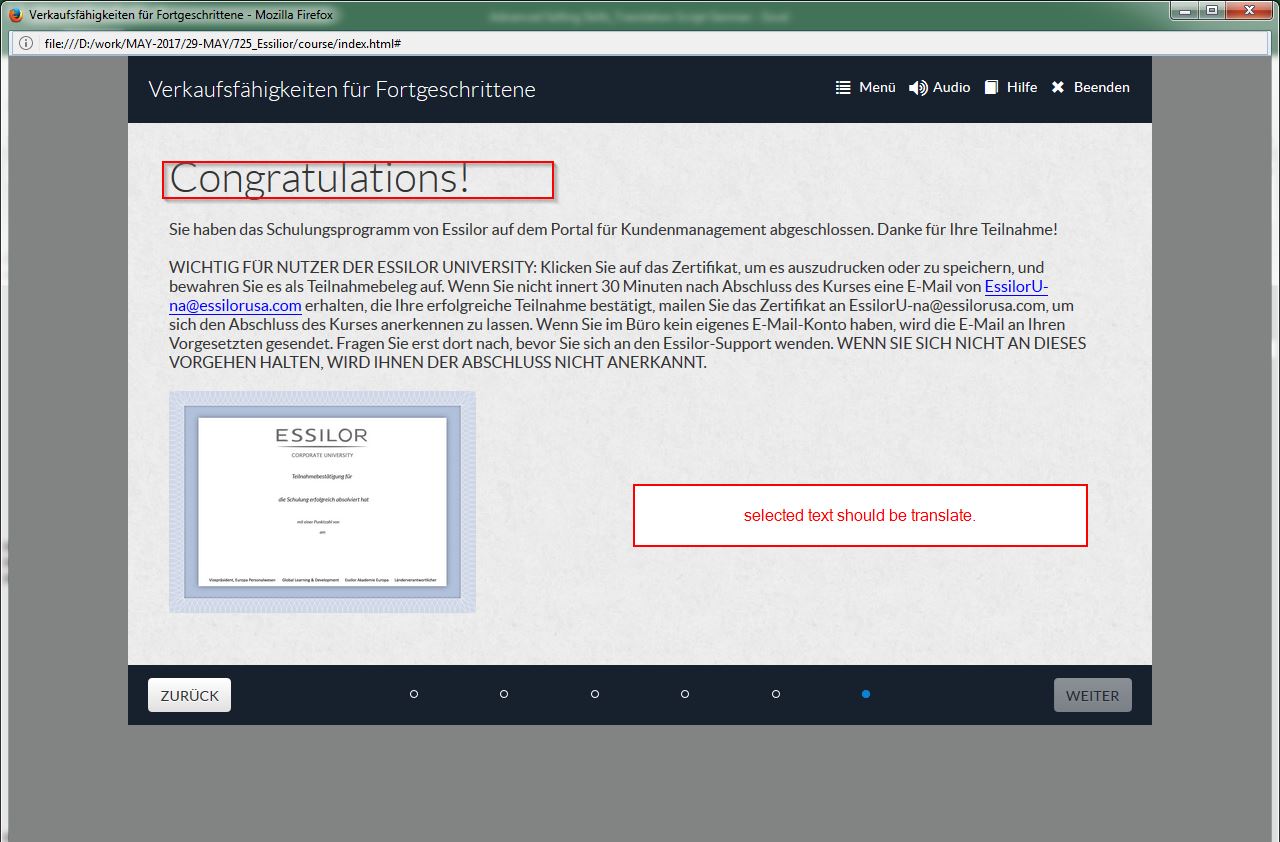 Verkaufsfähigkeiten für Fortgeschrittene - Mozilla Firefox
file:///D:/work/MAY-2017/29-MAY/725_Essilior/course/index.html#
Verkaufsfähigkeiten für Fortgeschrittene
Menü Audio Hilfe Beenden
Congratulations!
Sie haben das Schulungsprogramm von Essilor auf dem Portal für Kundenmanagement abgeschlossen. Danke für Ihre Teilnahme!
WICHTIG FÜR NUTZER DER ESSILOR UNIVERSITY: Klicken Sie auf das Zertifikat, um es auszudrucken oder zu speichern, und
bewahren Sie es als Teilnahmebeleg auf. Wenn Sie nicht innert 30 Minuten nach Abschluss des Kurses eine E-Mail von EssilorU-
na@essilorusa.com erhalten, die Ihre erfolgreiche Teilnahme bestätigt, mailen Sie das Zertifikat an EssilorU-na@essilorusa.com, um
sich den Abschluss des Kurses anerkennen zu lassen. Wenn Sie im Büro kein eigenes E-Mail-Konto haben, wird die E-Mail an Ihren
Vorgesetzten gesendet. Fragen Sie erst dort nach, bevor Sie sich an den Essilor-Support wenden. WENN SIE SICH NICHT AN DIESES
VORGEHEN HALTEN, WIRD IHNEN DER ABSCHLUSS NICHT ANERKANNT.
ESSILOR
CORPORATE UNIVERSITY
Teilnahmebestätigung für
die Schulung erfolgreich absolviert hat
mit einer Punktzahl von
am
Vizepräsident, Europa Personalwesen Global Learning & Development Essilor Akademie Europa Länderverantwortlicher
selected text should be translate.
ZURÜCK
WEITER